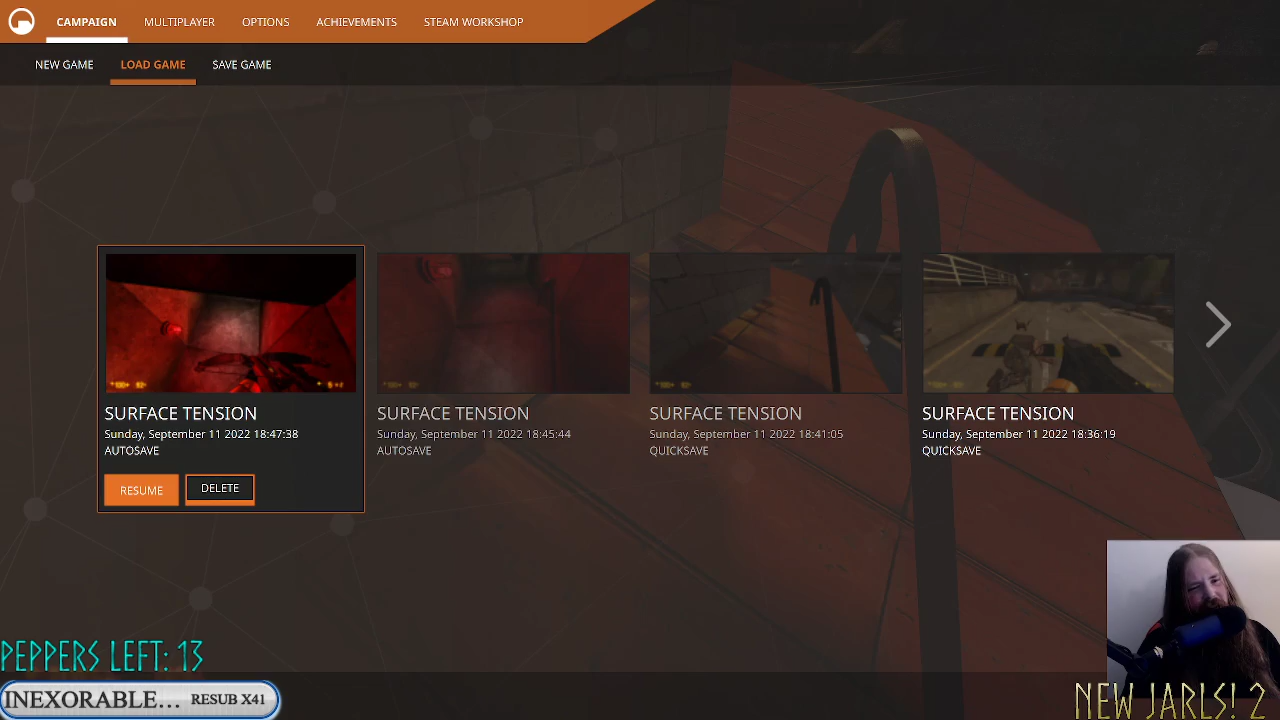 CAMPAIGN MULTIPLAYER OPTIONS ACHIEVEMENTS STEAM WORKSHOP
NEW GAME LOAD GAME SAVE GAME
SURFACE TENSION
Sunday, September 11 2022 18:47:38
AUTOSAVE
RESUME DELETE
SURFACE TENSION
Sunday, September 11 2022 18:45:44
AUTOSAVE
SURFACE TENSION
Sunday, September 11 2022 18:41:05
QUICKSAVE
SURFACE TENSION
Sunday, September 11 2022 18:36:19
QUICKSAVE
PEPPERS LEFT: 13
INEXORABLE... RESUB X41
NEW JARLS! 2